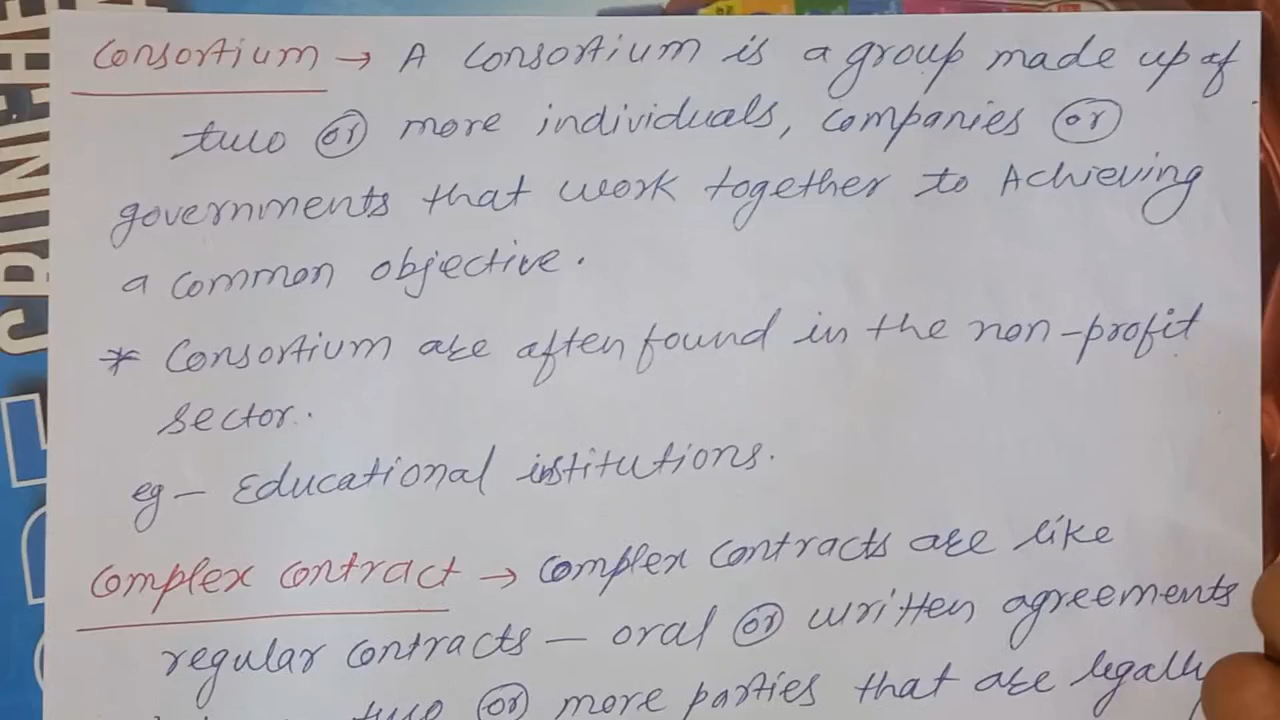 Consortium → A consortium is a group made up of
two or more individuals, companies or
governments that work together to Achieving
a common objective.
* Consortium are often found in the non-profit
sector.
eg - Educational institutions.
Complex contract → complex contracts are like
regular contracts - oral or written agreements
two or more parties that are legally